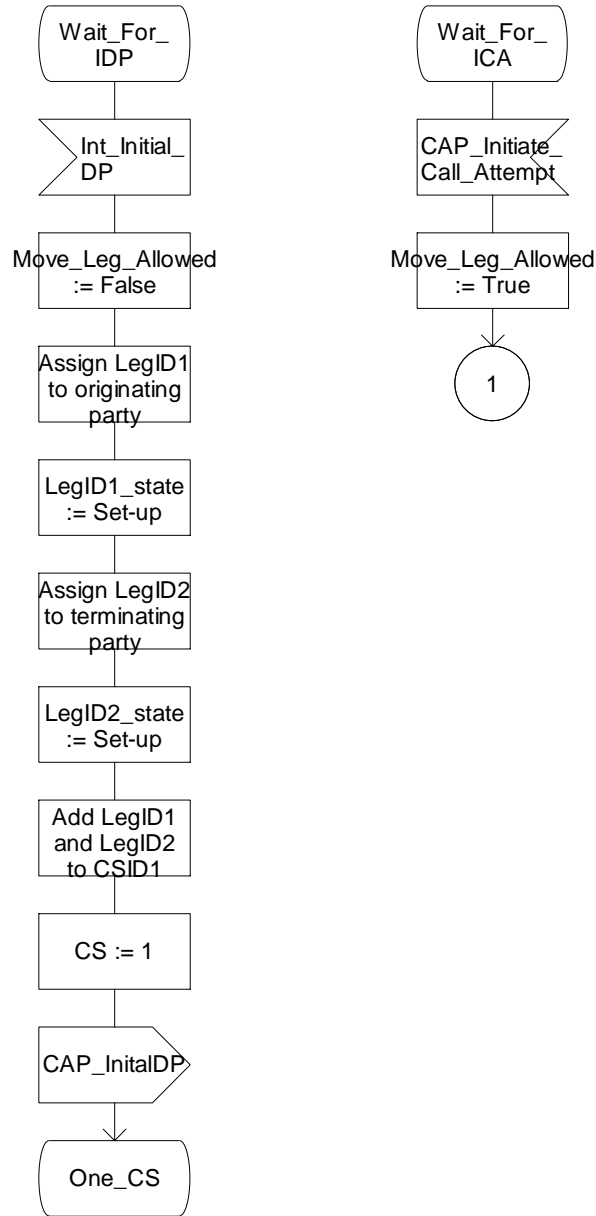 Wait_For_
IDP
Int_Initial_
DP
Move_Leg_Allowed
:= False
Assign LegID1
to originating
party
LegID1_state
:= Set-up
Assign LegID2
to terminating
party
LegID2_state
:= Set-up
Add LegID1
and LegID2
to CSID1
CS := 1
CAP_InitalDP
One_CS
Wait_For_
ICA
CAP_Initiate_
Call_Attempt
Move_Leg_Allowed
:= True
1